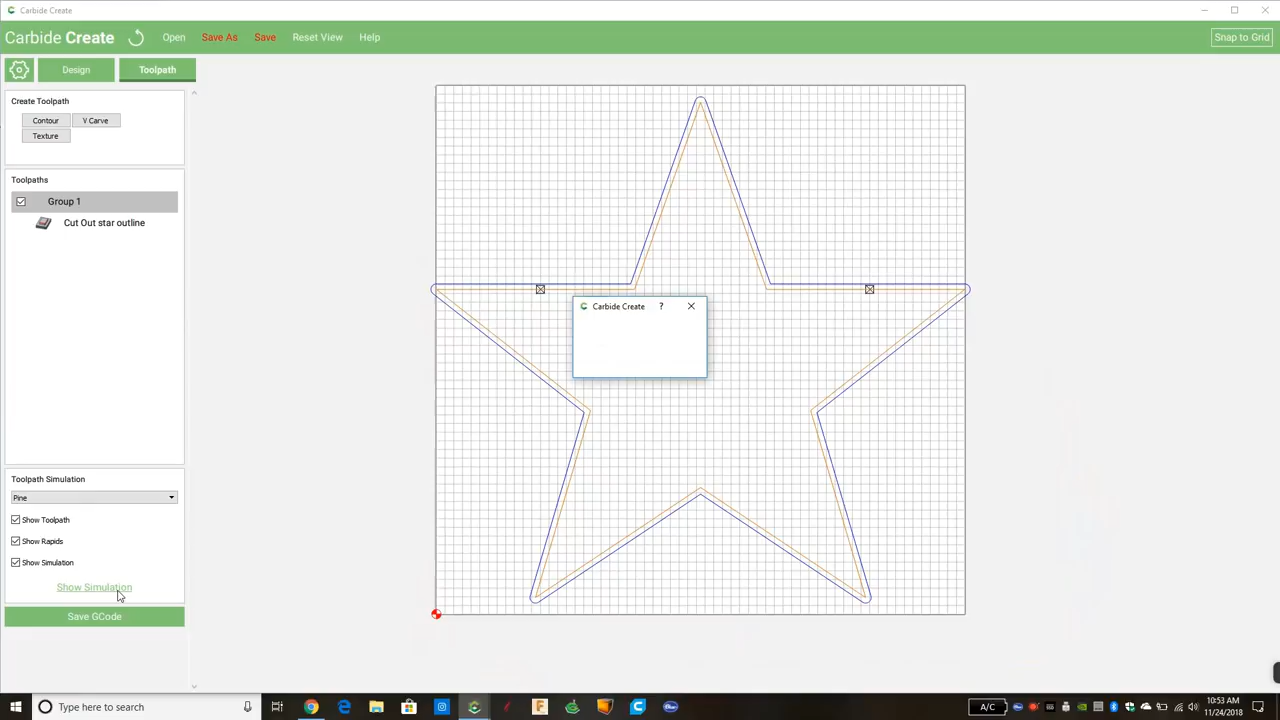 Carbide Create
Carbide Create
Open
Save As
Save
Reset View
Help
Snap to Grid
Design
Toolpath
Create Toolpath
Contour
V Carve
Texture
Toolpaths
Group 1
Cut Out star outline
Carbide Create
?
Toolpath Simulation
Pine
Show Toolpath
Show Rapids
Show Simulation
Show Simulation
Save GCode
Type here to search
A/C
10:53 AM
11/24/2018